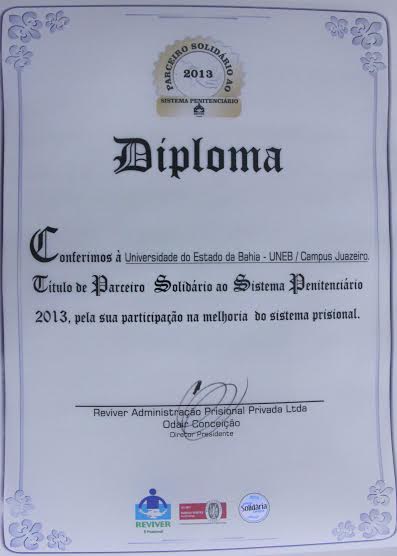 PARCEIRO SOLIDÁRIO AO
2013
SISTEMA PENITENCIÁRIO
Diploma
Conferimos à Universidade do Estado da Bahia - UNEB / Campus Juazeiro.
Título de Parceiro Solidário ao Sistema Penitenciário
2013, pela sua participação na melhoria do sistema prisional.
Reviver Administração Prisional Privada Ltda
Odair Conceição
Diretor Presidente
REVIVER
Solidária